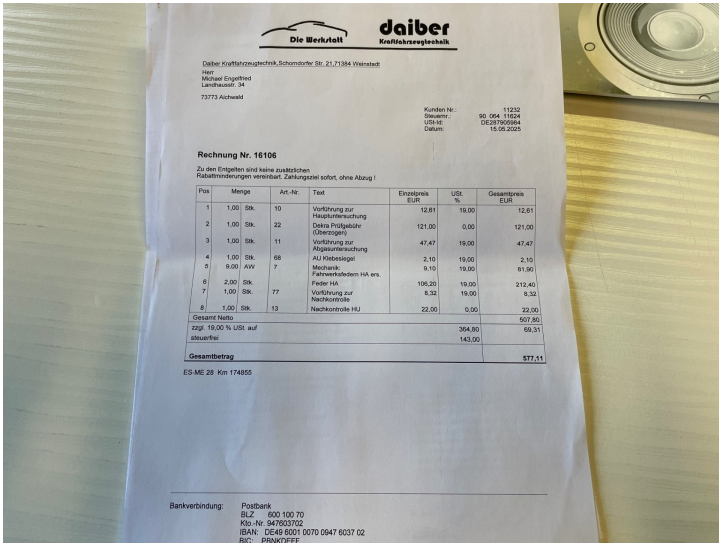 Die Werkstatt
daiber
Kraftfahrzeugtechnik
Daiber Kraftfahrzeugtechnik,Schorndorfer Str. 21,71384 Weinstadt
Herr
Michael Engelfried
Landhausstr. 34
73773 Aichwald
Kunden Nr.: 11232
Steuernr.: 90 064 11624
USt-Id: DE287905984
Datum: 15.05.2025
Rechnung Nr. 16106
Zu den Entgelten sind keine zusätzlichen
Rabattminderungen vereinbart. Zahlungsziel sofort, ohne Abzug !
Pos Menge Art.-Nr. Text Einzelpreis EUR USt. % Gesamtpreis EUR
1 1,00 Stk. 10 Vorführung zur Hauptuntersuchung 12,61 19,00 12,61
2 1,00 Stk. 22 Dekra Prüfgebühr (Überzogen) 121,00 0,00 121,00
3 1,00 Stk. 11 Vorführung zur Abgasuntersuchung 47,47 19,00 47,47
4 1,00 Stk. 68 AU Klebesiegel 2,10 19,00 2,10
5 9,00 AW 7 Mechanik: Fahrwerksfedern HA ers. 9,10 19,00 81,90
6 2,00 Stk. Feder HA 106,20 19,00 212,40
7 1,00 Stk. 77 Vorführung zur Nachkontrolle 8,32 19,00 8,32
8 1,00 Stk. 13 Nachkontrolle HU 22,00 0,00 22,00
Gesamt Netto 507,80
zzgl. 19,00 % USt. auf 364,80 69,31
steuerfrei 143,00
Gesamtbetrag 577,11
ES-ME 28 Km 174855
Bankverbindung: Postbank
BLZ 600 100 70
Kto.-Nr. 947603702
IBAN: DE49 6001 0070 0947 6037 02
BIC: PBNKDEFF